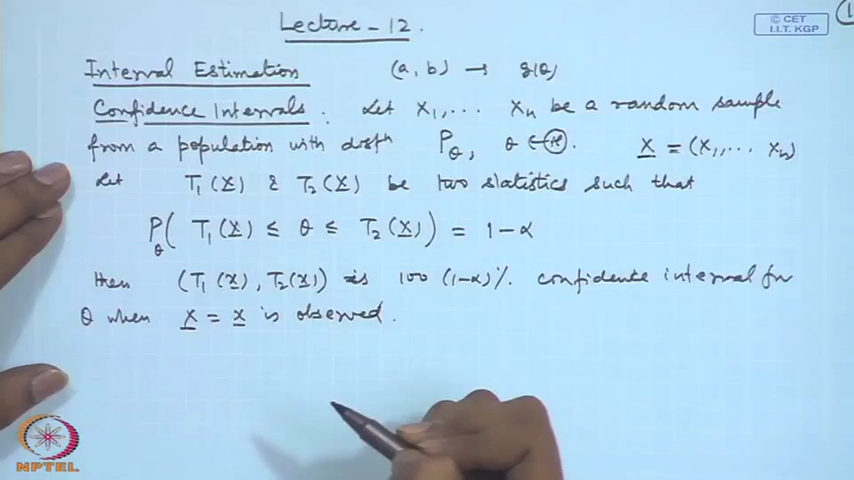 Lecture - 12.
© CET
I.I.T. KGP
Interval Estimation (a, b) → g(θ)
Confidence Intervals : Let X₁, ... Xₙ be a random sample
from a population with distⁿ P_θ, θ ∈ Ⓗ. X = (X₁, ... Xₙ)
Let T₁(X) & T₂(X) be two statistics such that
P_θ( T₁(X) ≤ θ ≤ T₂(X)) = 1-α
then (T₁(x), T₂(x)) is 100 (1-α)%. confidence interval for
θ when X = x is observed.
NPTEL